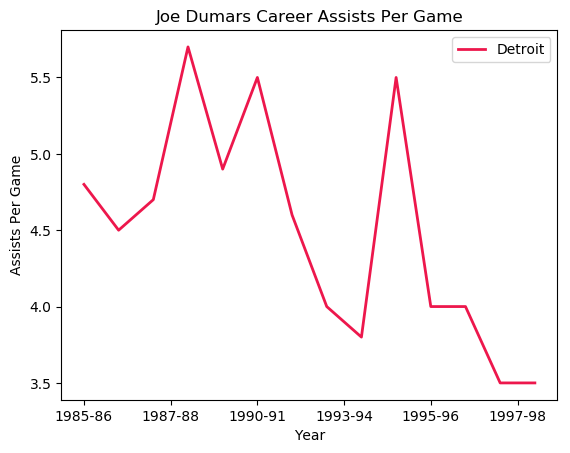 Joe Dumars Career Assists Per Game
Detroit
5.5
5.0
4.5
4.0
3.5
Assists Per Game
1985-86 1987-88 1990-91 1993-94 1995-96 1997-98
Year